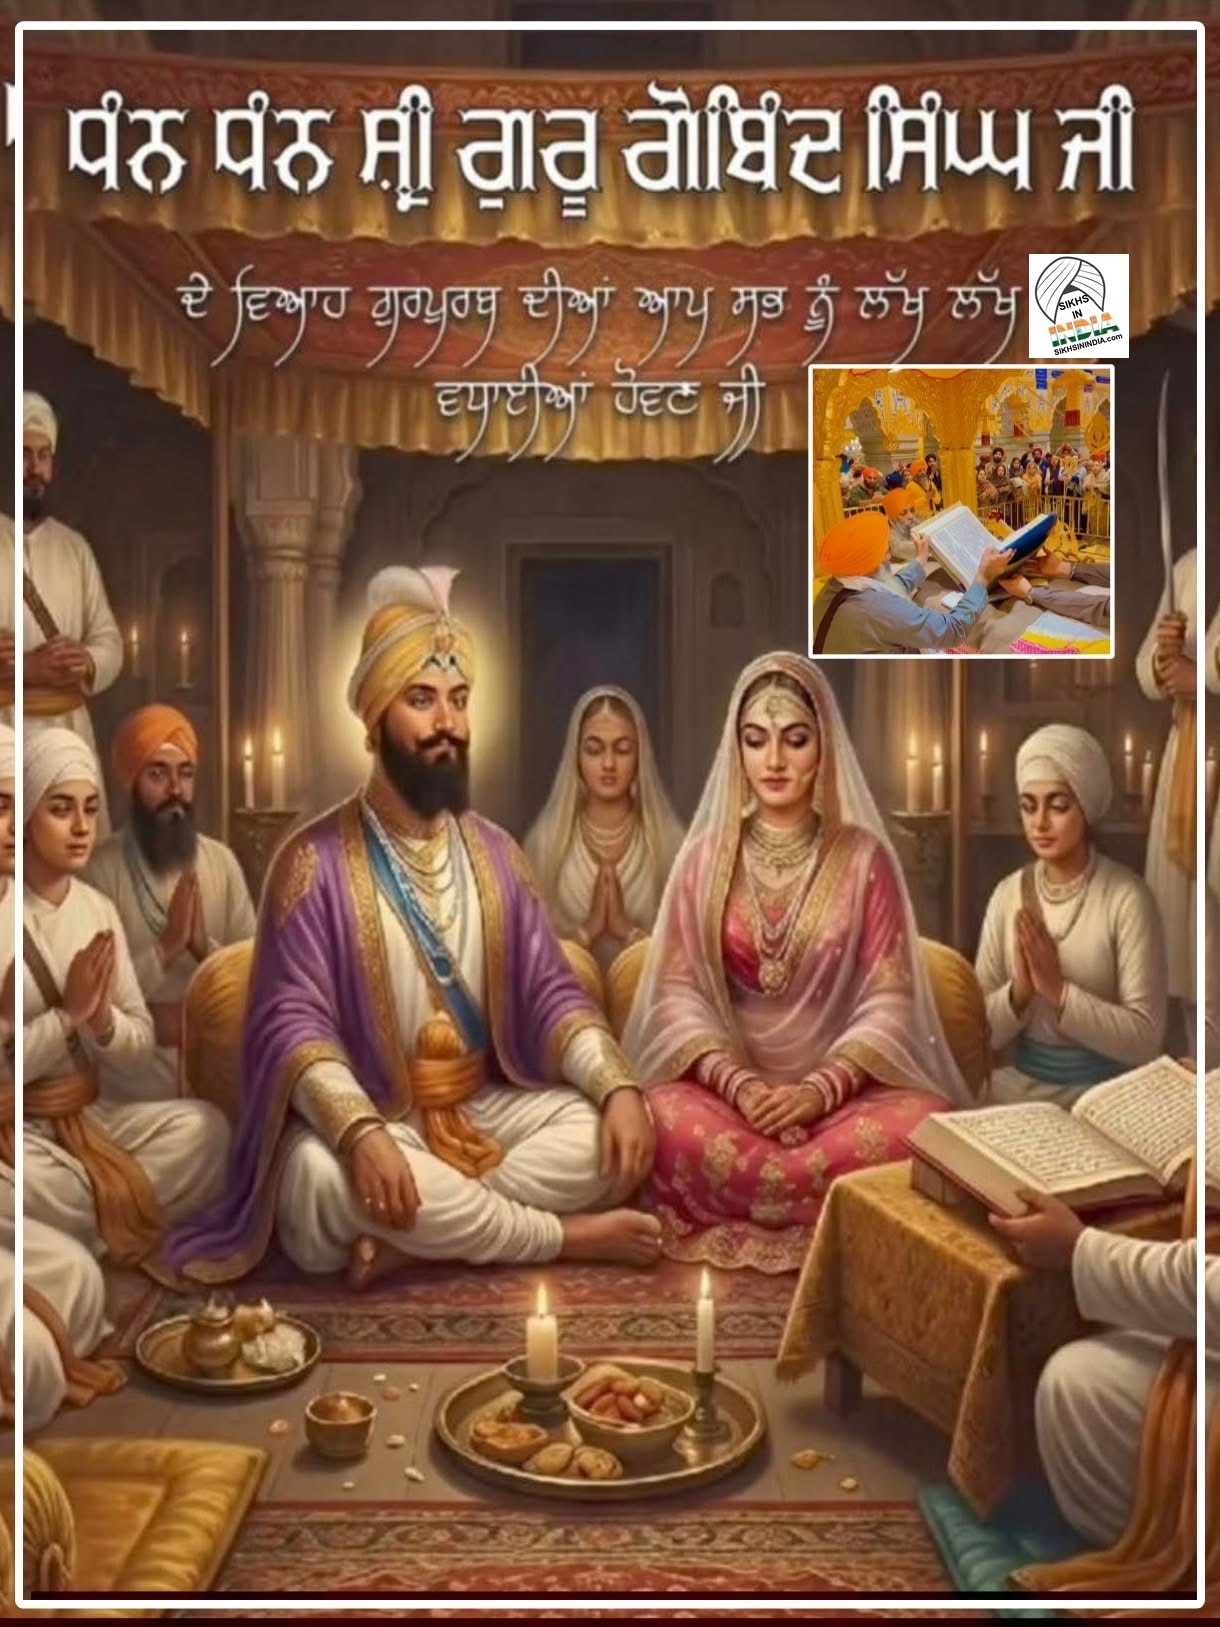 ਧੰਨ ਧੰਨ ਸ਼੍ਰੀ ਗੁਰੂ ਗੋਬਿੰਦ ਸਿੰਘ ਜੀ
ਦੇ ਵਿਆਹ ਗੁਰਪੁਰਬ ਦੀਆਂ ਆਪ ਸਭ ਨੂੰ ਲੱਖ ਲੱਖ
ਵਧਾਈਆਂ ਹੋਵਣ ਜੀ
SIKHS
IN
INDIA
SIKHSININDIA.com